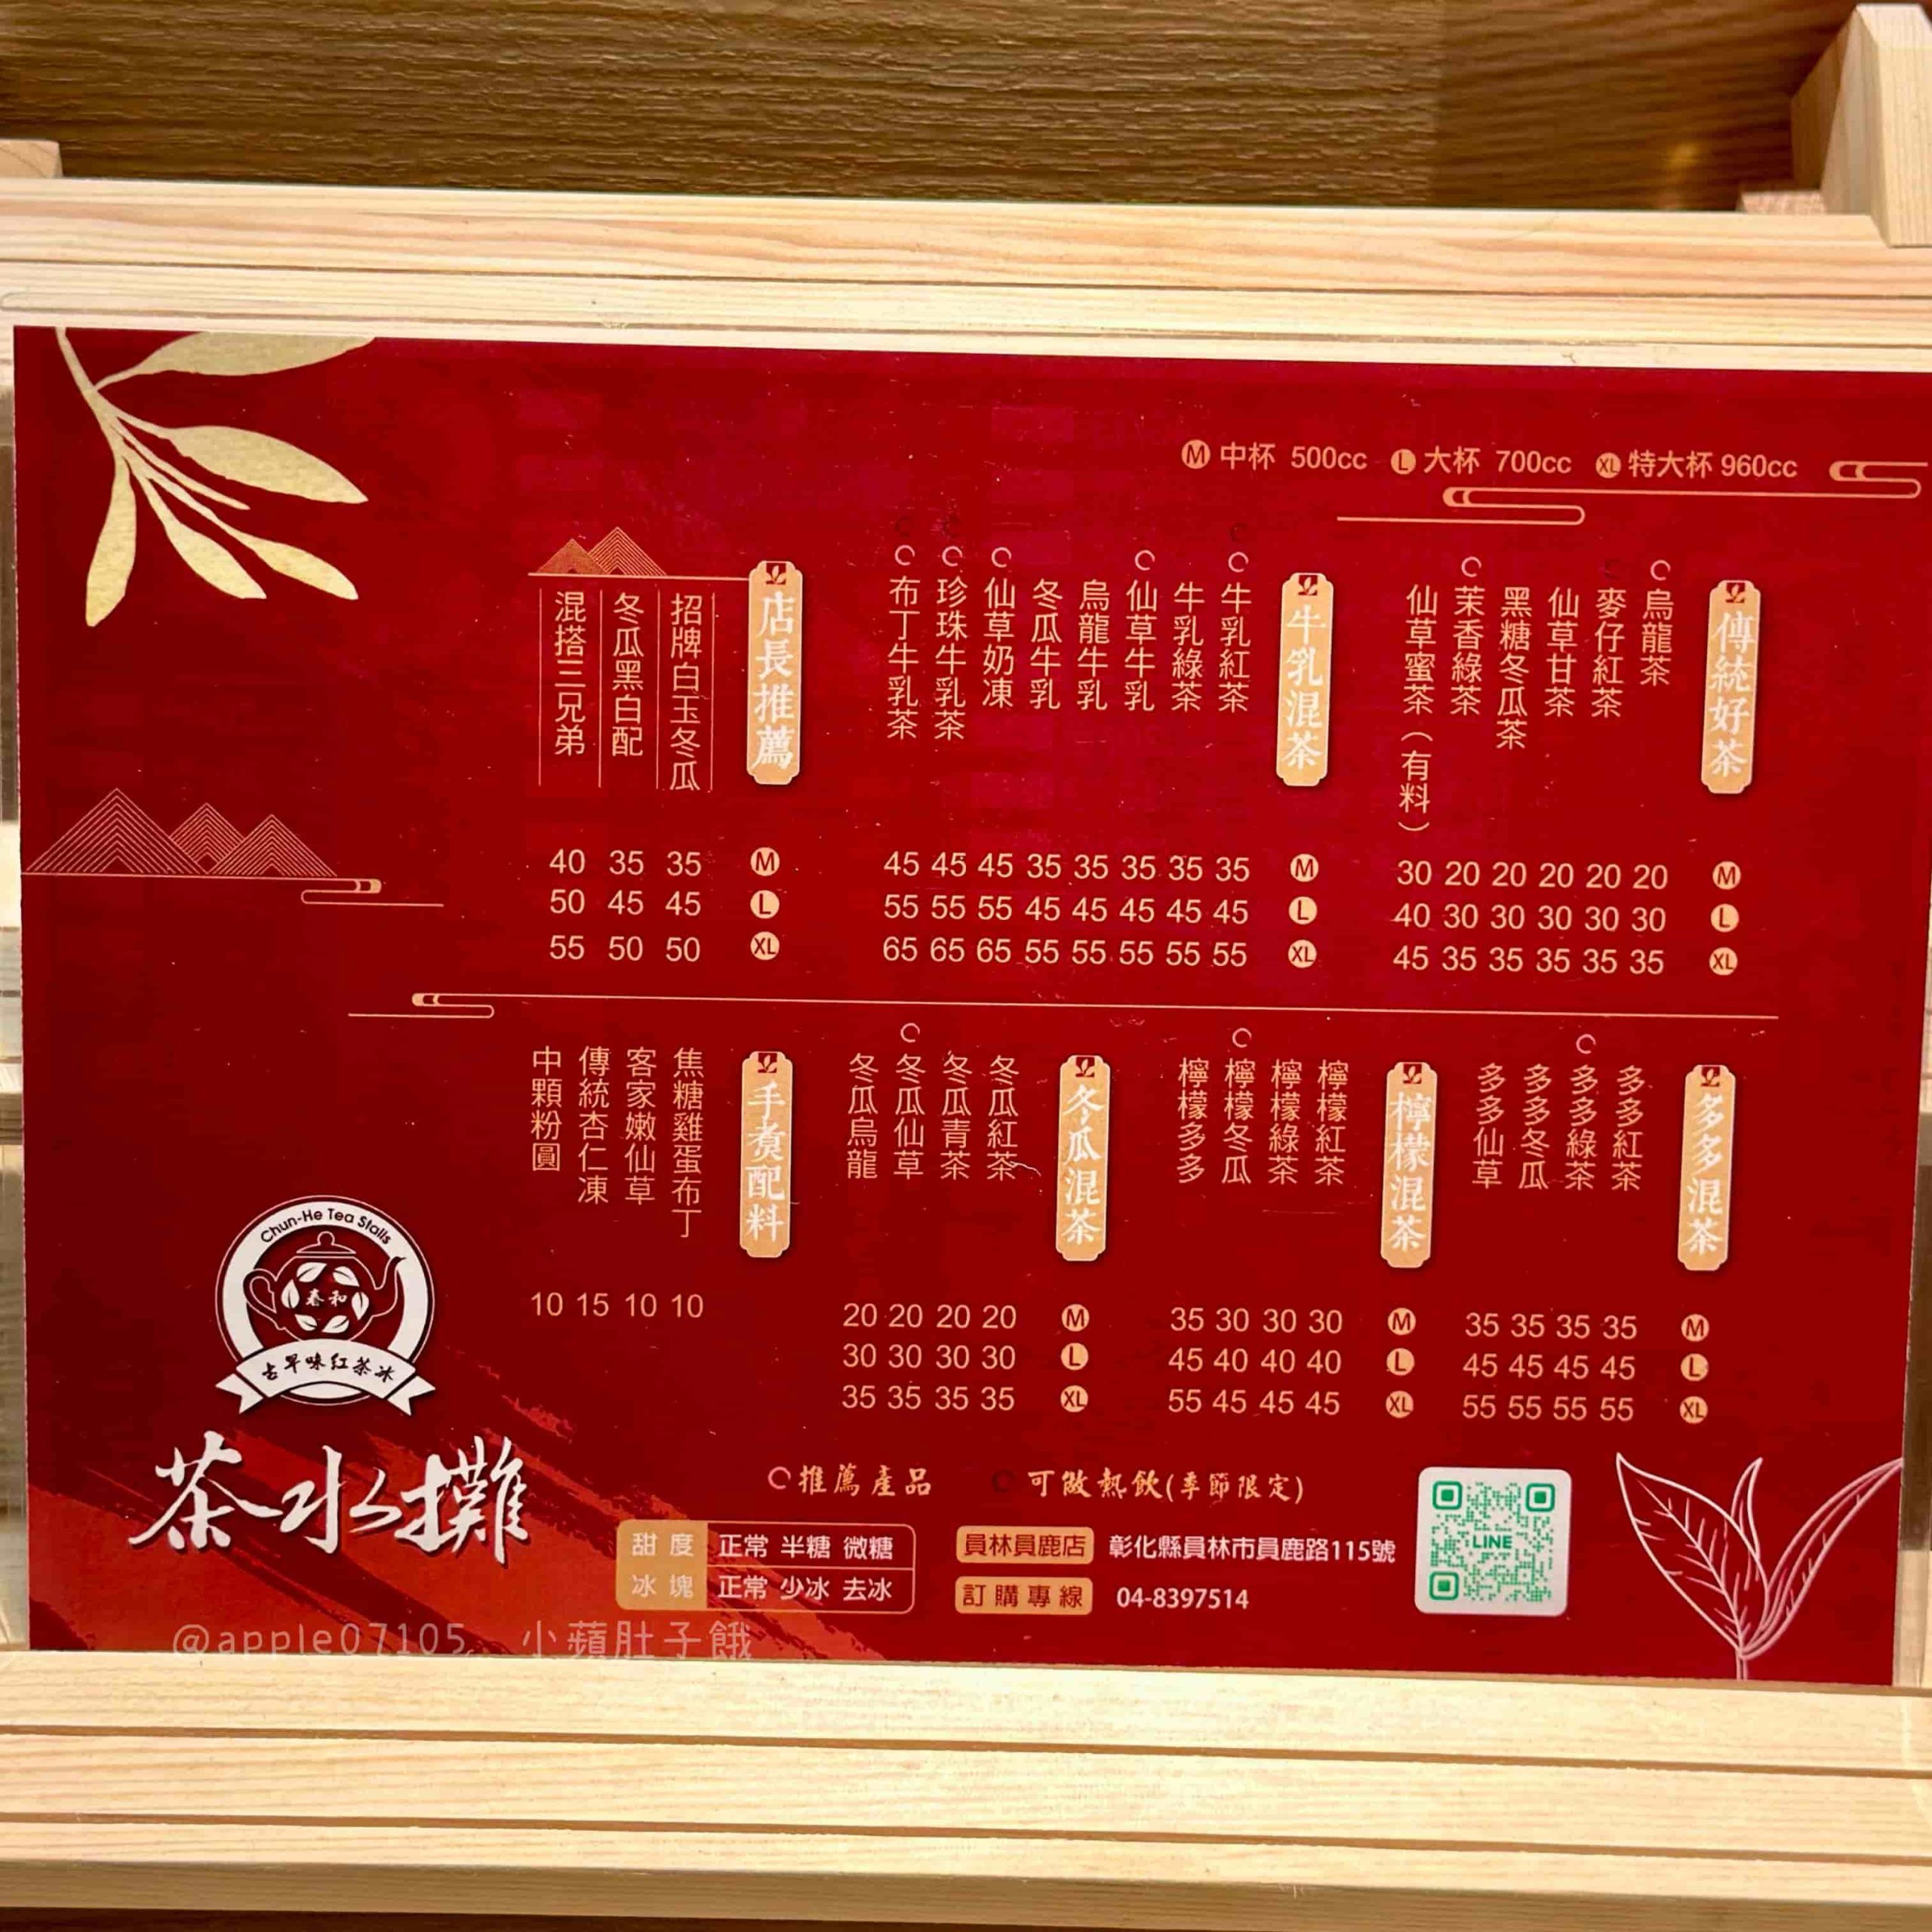 M 中杯 500cc L 大杯 700cc XL 特大杯 960cc
傳統好茶
烏龍茶
麥仔紅茶
仙草甘茶
黑糖冬瓜茶
茉香綠茶
仙草蜜茶（有料）
30 20 20 20 20 20 M
40 30 30 30 30 30 L
45 35 35 35 35 35 XL
牛乳混茶
牛乳紅茶
牛乳綠茶
仙草牛乳
烏龍牛乳
冬瓜牛乳
仙草奶凍
珍珠牛乳茶
布丁牛乳茶
45 45 45 35 35 35 35 35 M
55 55 55 45 45 45 45 45 L
65 65 65 55 55 55 55 55 XL
店長推薦
招牌白玉冬瓜
冬瓜黑白配
混搭三兄弟
40 35 35 M
50 45 45 L
55 50 50 XL
多多混茶
多多紅茶
多多綠茶
多多冬瓜
多多仙草
35 35 35 35 M
45 45 45 45 L
55 55 55 55 XL
檸檬混茶
檸檬紅茶
檸檬綠茶
檸檬冬瓜
檸檬多多
35 30 30 30 M
45 40 40 40 L
55 45 45 45 XL
冬瓜混茶
冬瓜紅茶
冬瓜青茶
冬瓜仙草
冬瓜烏龍
20 20 20 20 M
30 30 30 30 L
35 35 35 35 XL
手煮配料
焦糖雞蛋布丁
客家嫩仙草
傳統杏仁凍
中顆粉圓
10 15 10 10
Chun-He Tea Stalls
春和
古早味紅茶冰
茶水攤
推薦產品 可做熱飲(季節限定)
甜度 正常 半糖 微糖
冰塊 正常 少冰 去冰
員林員鹿店 彰化縣員林市員鹿路115號
訂購專線 04-8397514
LINE
@apple07105 小蘋肚子餓